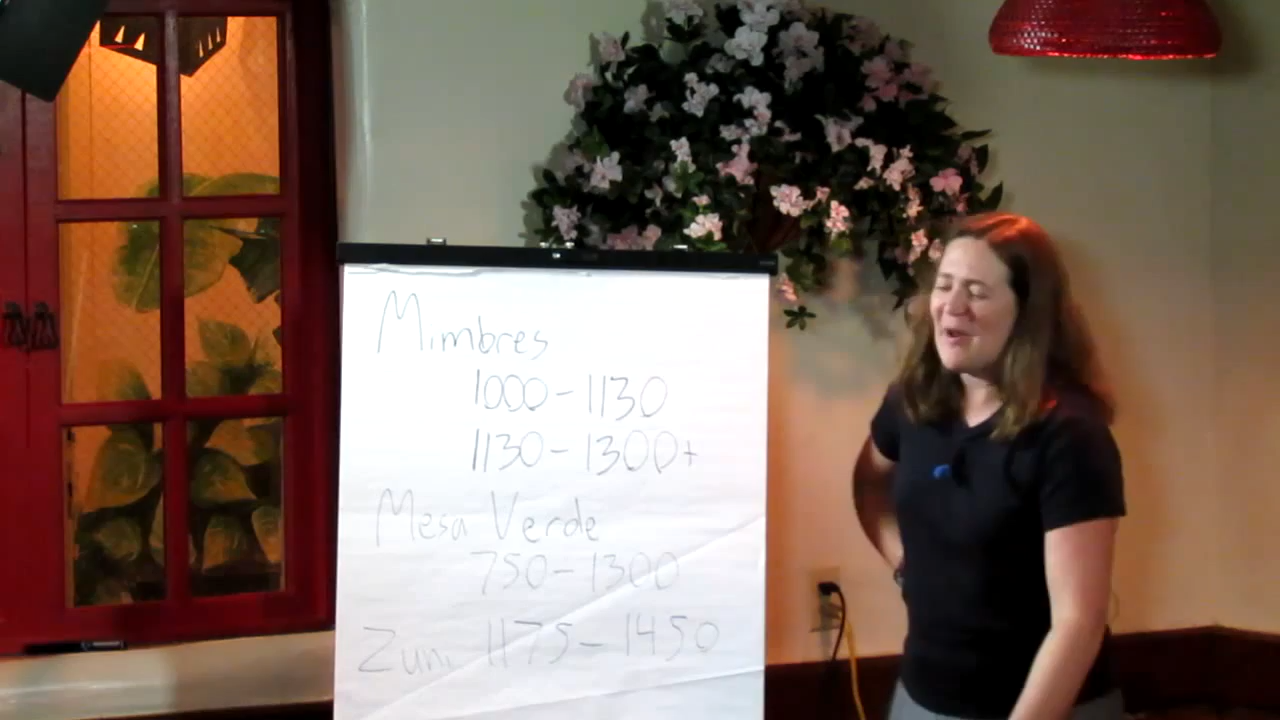 Mimbres
1000-1130
1130-1300+
Mesa Verde
750-1300
Zuni 1175-1450